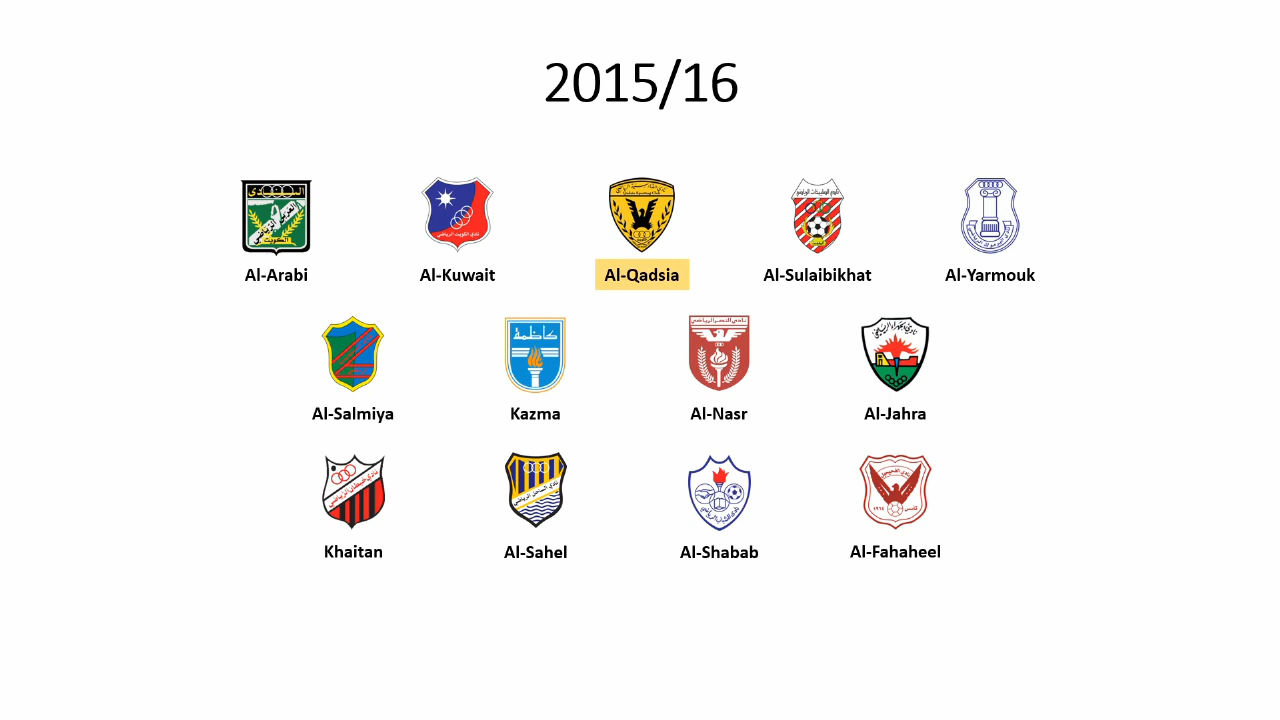 2015/16
Al-Arabi
Al-Kuwait
Al-Qadsia
Al-Sulaibikhat
Al-Yarmouk
كاظمة
Al-Salmiya
Kazma
Al-Nasr
Al-Jahra
Khaitan
Al-Sahel
Al-Shabab
Al-Fahaheel